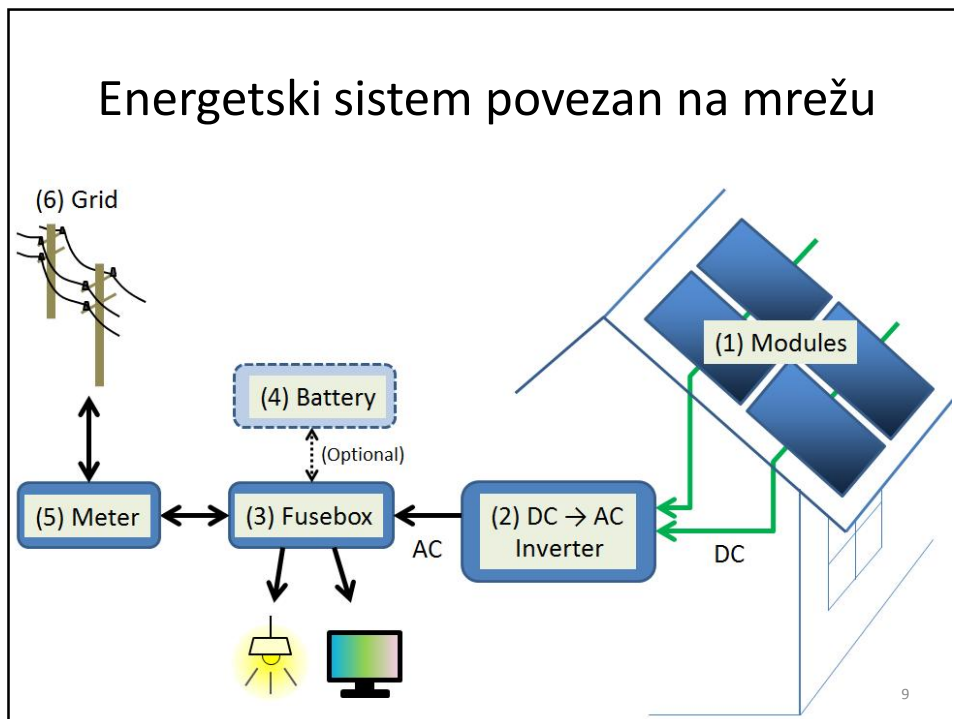 Energetski sistem povezan na mrežu
(6) Grid
(1) Modules
(4) Battery
(Optional)
(5) Meter
(3) Fusebox
AC
(2) DC → AC
Inverter
DC
9